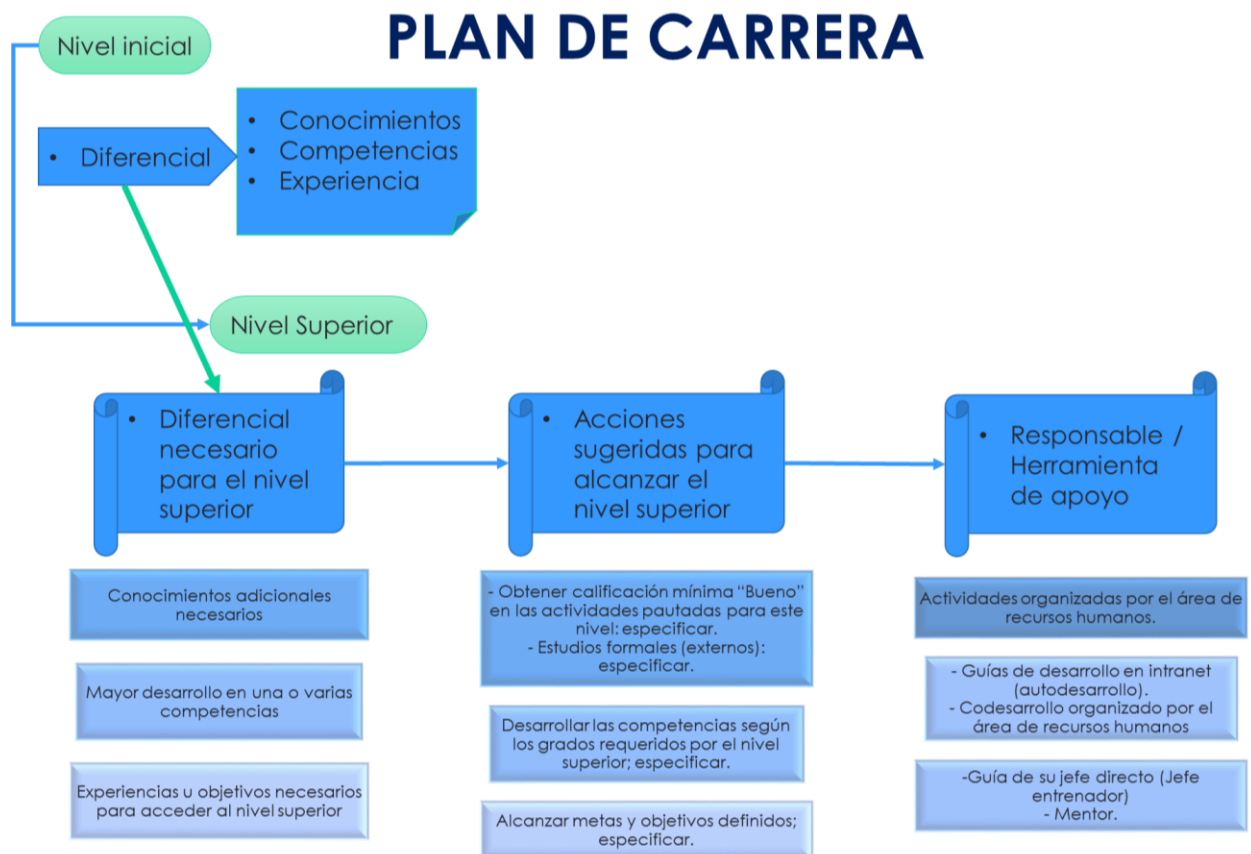 PLAN DE CARRERA
Nivel inicial
• Diferencial
• Conocimientos
• Competencias
• Experiencia
Nivel Superior
• Diferencial
necesario
para el nivel
superior
• Acciones
sugeridas para
alcanzar el
nivel superior
• Responsable /
Herramienta
de apoyo
Conocimientos adicionales
necesarios
Mayor desarrollo en una o varias
competencias
Experiencias u objetivos necesarios
para acceder al nivel superior
- Obtener calificación mínima “Bueno”
en las actividades pautadas para este
nivel: especificar.
- Estudios formales (externos):
especificar.
Desarrollar las competencias según
los grados requeridos por el nivel
superior; especificar.
Alcanzar metas y objetivos definidos;
especificar.
Actividades organizadas por el área de
recursos humanos.
- Guías de desarrollo en intranet
(autodesarrollo).
- Codesarrollo organizado por el
área de recursos humanos
-Guía de su jefe directo (Jefe
entrenador)
- Mentor.